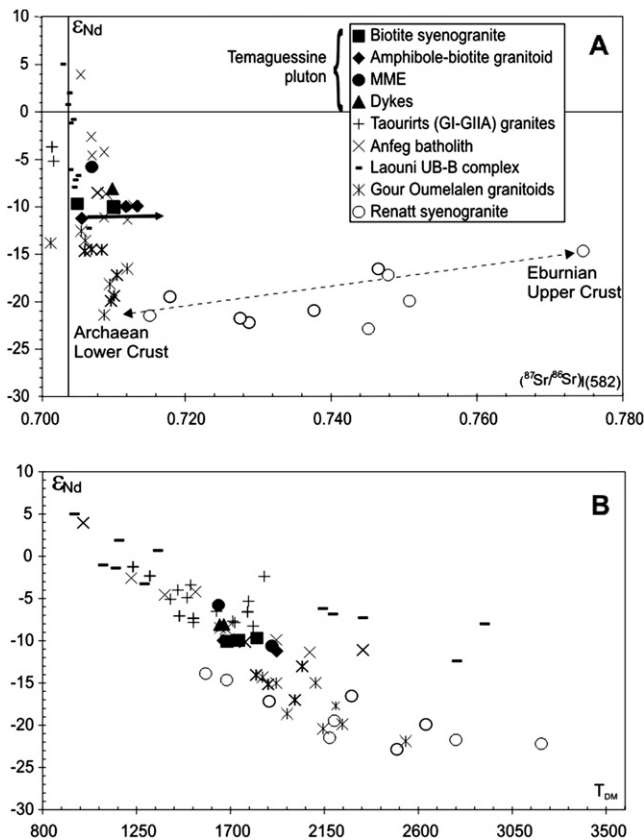 εNd
A
10
5
0
-5
-10
-15
-20
-25
-30
Temaguessine
pluton
Biotite syenogranite
Amphibole-biotite granitoid
MME
Dykes
Taourirts (GI-GIIA) granites
Anfeg batholith
Laouni UB-B complex
Gour Oumelalen granitoids
Renatt syenogranite
Eburnian
Upper Crust
Archaean
Lower Crust
(⁸⁷Sr/⁸⁶Sr)I(582)
0.700 0.720 0.740 0.760 0.780
εNd
B
10
5
0
-5
-10
-15
-20
-25
-30
TDM
800 1250 1700 2150 2600 3050 3500